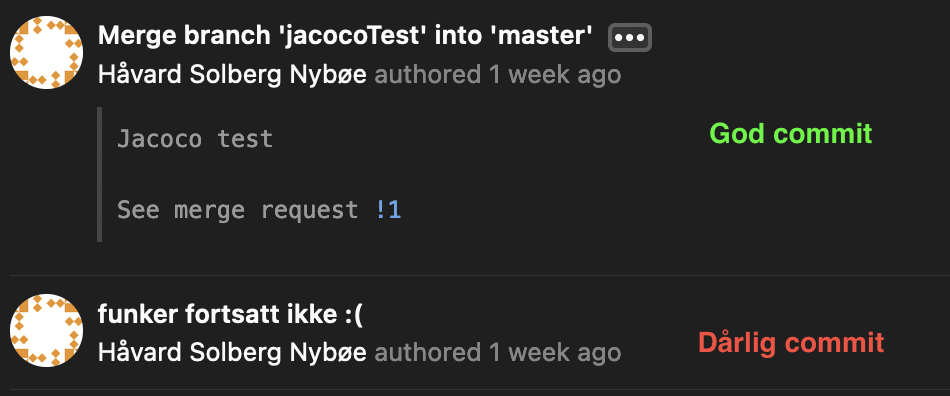 Merge branch 'jacocoTest' into 'master' •••
Håvard Solberg Nybøe authored 1 week ago
Jacoco test
God commit
See merge request !1
funker fortsatt ikke :(
Håvard Solberg Nybøe authored 1 week ago
Dårlig commit